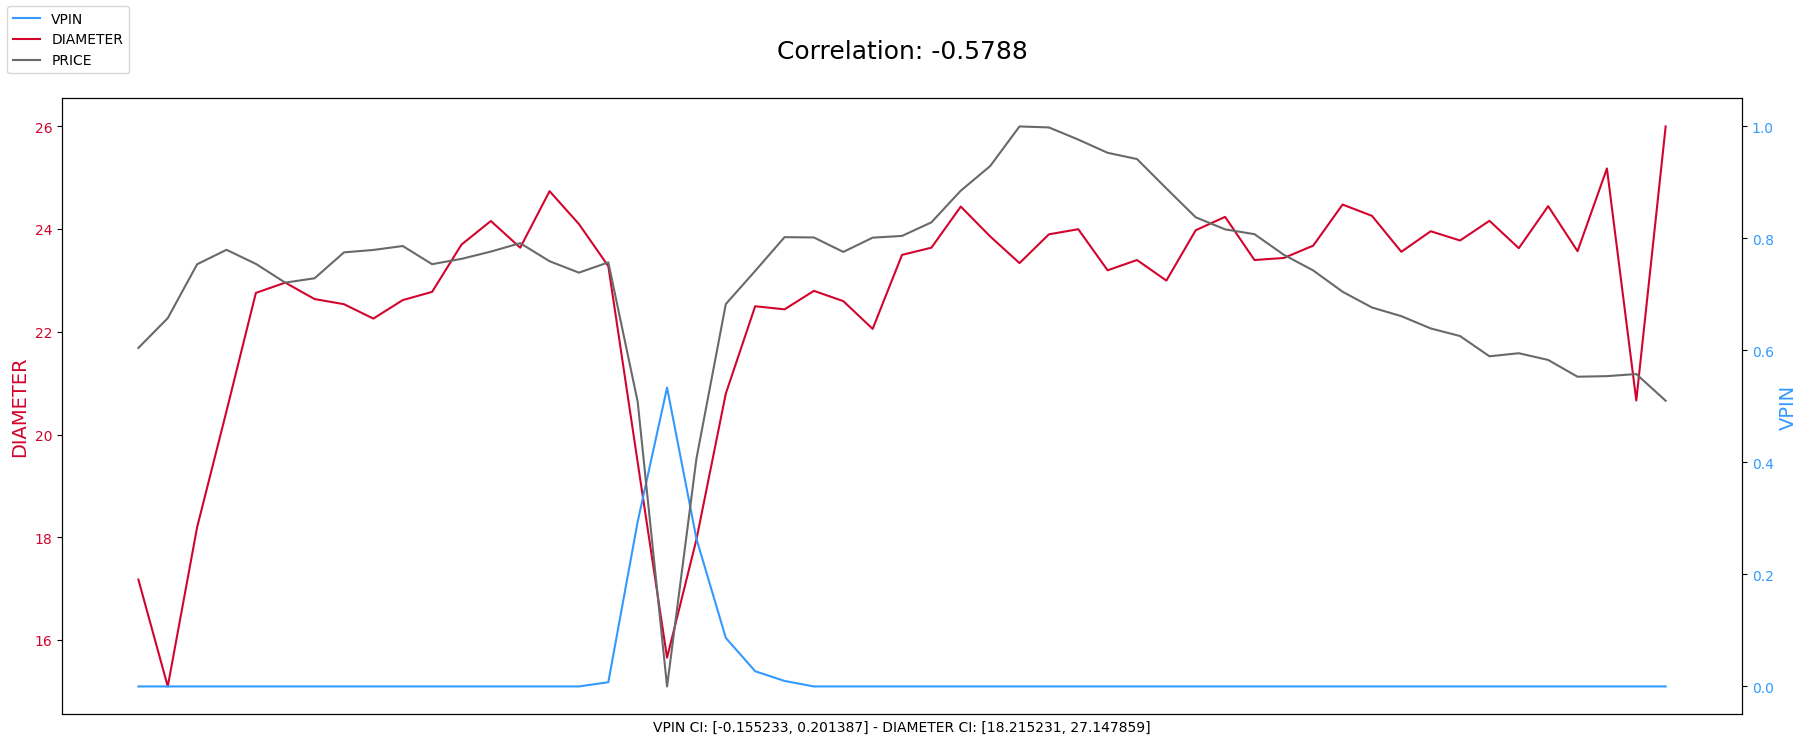 VPIN
DIAMETER
PRICE
Correlation: -0.5788
26
24
22
20
18
16
DIAMETER
1.0
0.8
0.6
0.4
0.2
0.0
VPIN
VPIN CI: [-0.155233, 0.201387] - DIAMETER CI: [18.215231, 27.147859]